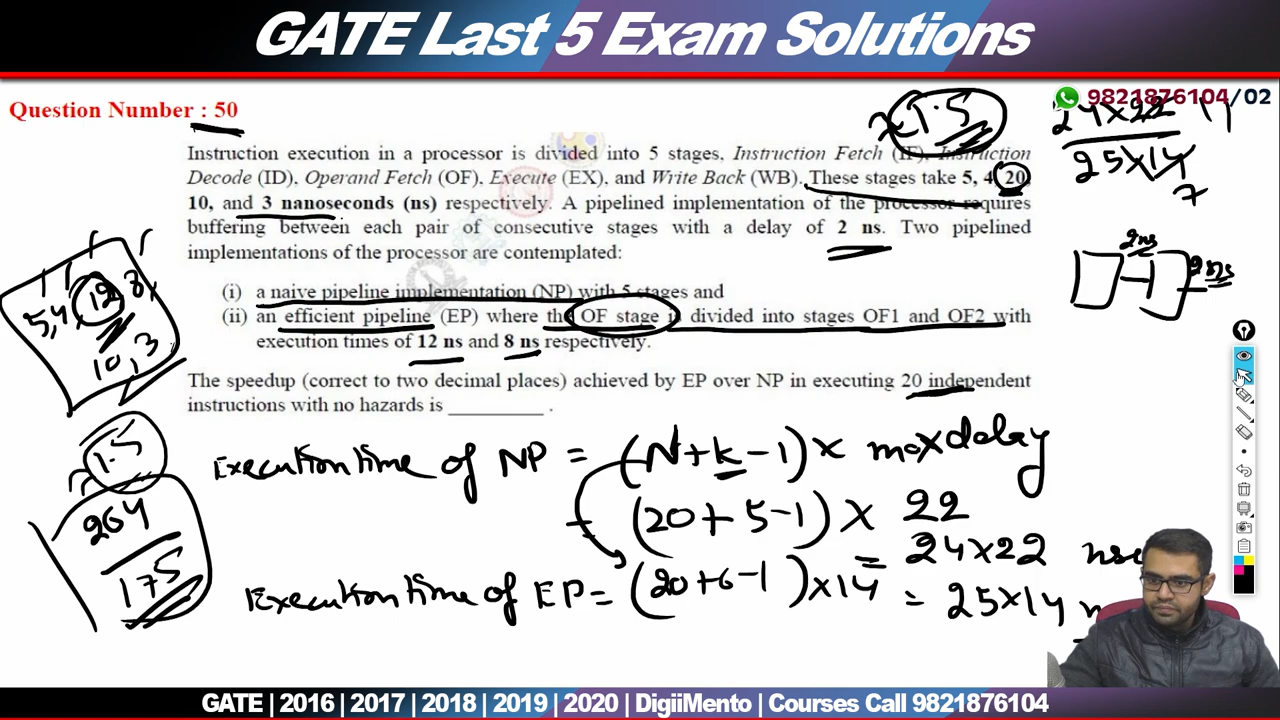 GATE Last 5 Exam Solutions
9821876104/02
Question Number : 50
Instruction execution in a processor is divided into 5 stages, Instruction Fetch (IF), Instruction
Decode (ID), Operand Fetch (OF), Execute (EX), and Write Back (WB). These stages take 5, 4, 20,
10, and 3 nanoseconds (ns) respectively. A pipelined implementation of the processor requires
buffering between each pair of consecutive stages with a delay of 2 ns. Two pipelined
implementations of the processor are contemplated:
(i) a naive pipeline implementation (NP) with 5 stages and
(ii) an efficient pipeline (EP) where the OF stage is divided into stages OF1 and OF2 with
execution times of 12 ns and 8 ns respectively.
The speedup (correct to two decimal places) achieved by EP over NP in executing 20 independent
instructions with no hazards is __________ .
1.5
24×22 11
25×14
7
2ns
5,4,12,8,
10,3
Execution time of NP = (N+k-1)× max delay
(20+5-1) × 22
= 24×22
Execution time of EP = (20+6-1)×14 = 25×14
1.5
264
175
GATE | 2016 | 2017 | 2018 | 2019 | 2020 | DigiiMento | Courses Call 9821876104